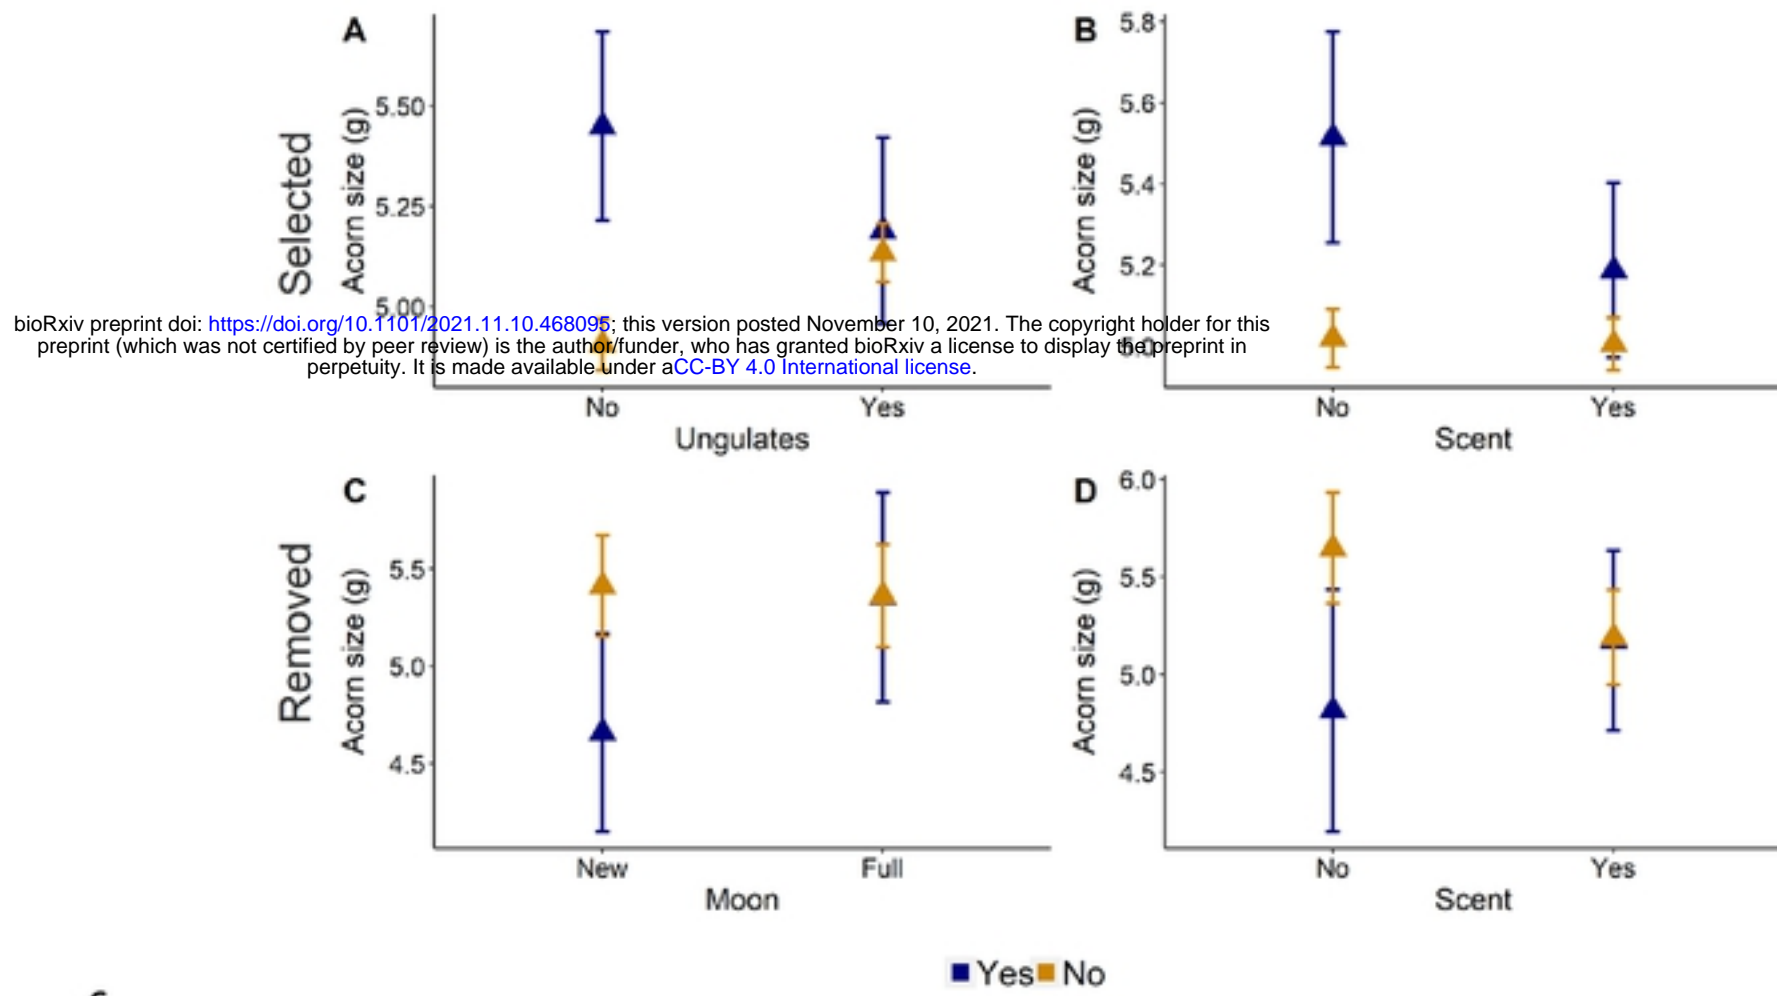 A
B
Selected
Acorn size (g)
5.50
5.25
5.00
Acorn size (g)
5.8
5.6
5.4
5.2
5.0
bioRxiv preprint doi: https://doi.org/10.1101/2021.11.10.468095; this version posted November 10, 2021. The copyright holder for this
preprint (which was not certified by peer review) is the author/funder, who has granted bioRxiv a license to display the preprint in
perpetuity. It is made available under aCC-BY 4.0 International license.
No
Yes
Ungulates
No
Yes
Scent
C
D
Removed
Acorn size (g)
5.5
5.0
4.5
Acorn size (g)
6.0
5.5
5.0
4.5
New
Full
Moon
No
Yes
Scent
Yes No